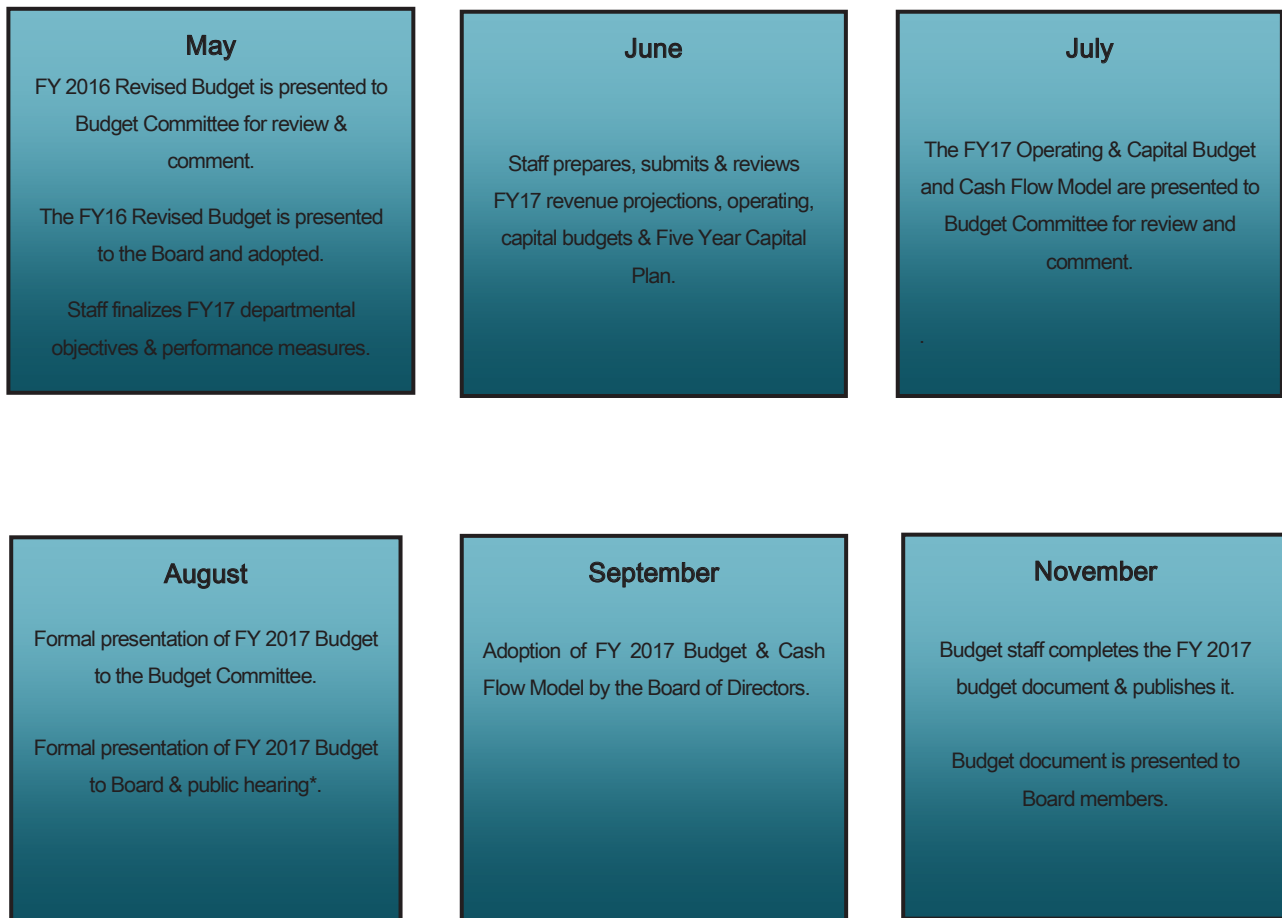 May
FY 2016 Revised Budget is presented to
Budget Committee for review &
comment.
The FY16 Revised Budget is presented
to the Board and adopted.
Staff finalizes FY17 departmental
objectives & performance measures.
June
Staff prepares, submits & reviews
FY17 revenue projections, operating,
capital budgets & Five Year Capital
Plan.
July
The FY17 Operating & Capital Budget
and Cash Flow Model are presented to
Budget Committee for review and
comment.
.
August
Formal presentation of FY 2017 Budget
to the Budget Committee.
Formal presentation of FY 2017 Budget
to Board & public hearing*.
September
Adoption of FY 2017 Budget & Cash
Flow Model by the Board of Directors.
November
Budget staff completes the FY 2017
budget document & publishes it.
Budget document is presented to
Board members.